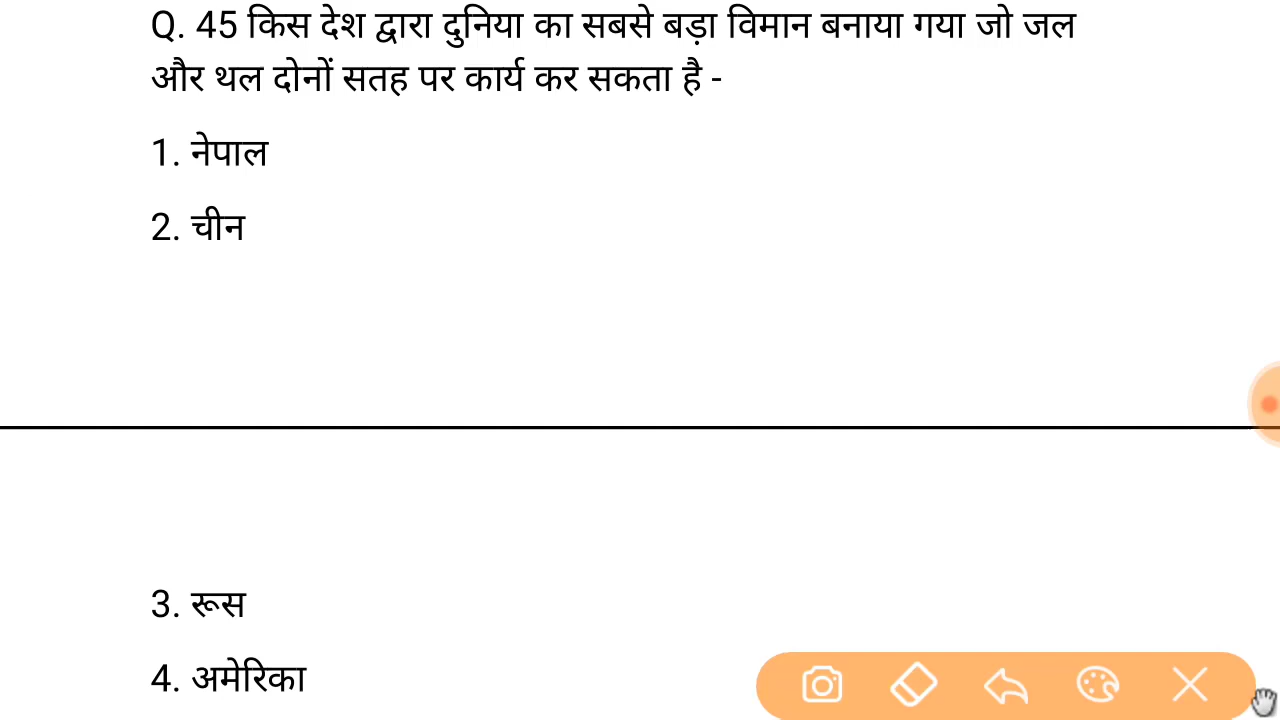 Q. 45 किस देश द्वारा दुनिया का सबसे बड़ा विमान बनाया गया जो जल
और थल दोनों सतह पर कार्य कर सकता है -
1. नेपाल
2. चीन
3. रूस
4. अमेरिका